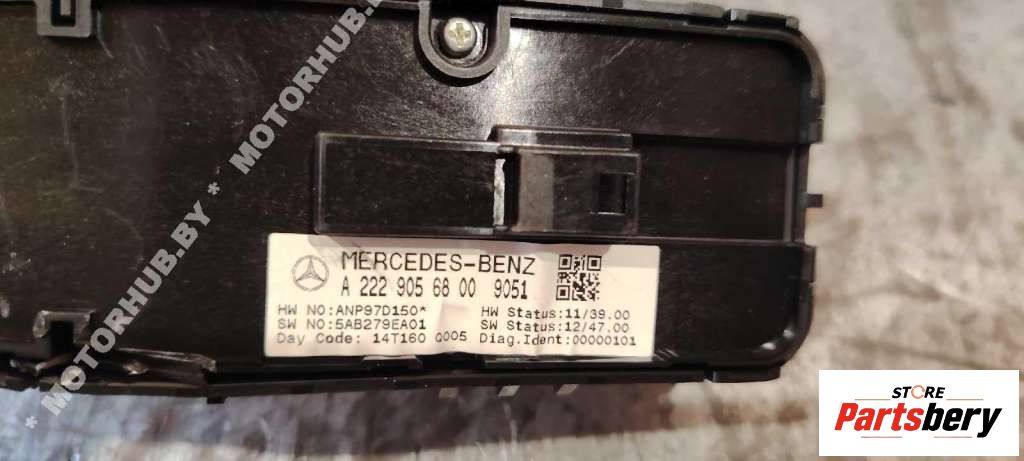 * MOTORHUB.BY * MOTORHUB.BY
MERCEDES-BENZ
A 222 905 68 00 9051
HW NO:ANP97D150* HW Status:11/39.00
SW NO:5AB279EA01 SW Status:12/47.00
Day Code: 14T160 Q005 Diag.Ident:00000101
STORE
Partsbery